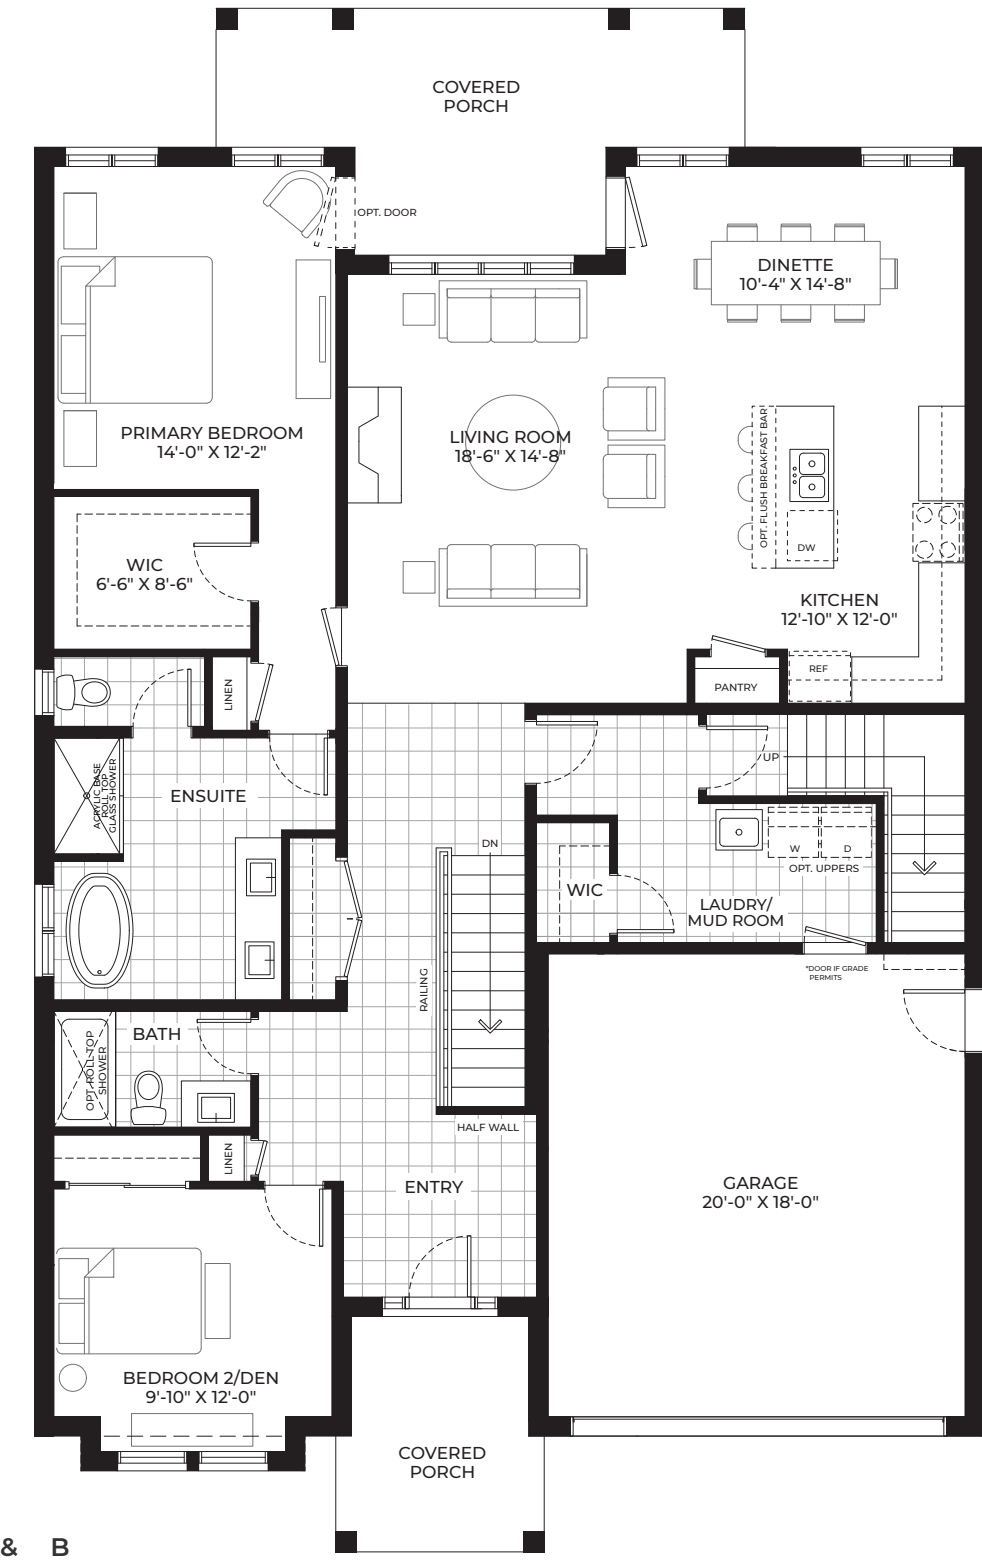 COVERED
PORCH
OPT. DOOR
DINETTE
10'-4" X 14'-8"
PRIMARY BEDROOM
14'-0" X 12'-2"
LIVING ROOM
18'-6" X 14'-8"
OPT. FLUSH BREAKFAST BAR
DW
WIC
6'-6" X 8'-6"
KITCHEN
12'-10" X 12'-0"
REF
PANTRY
LINEN
UP
ACRYLIC BASE
ROLL TOP
GLASS SHOWER
ENSUITE
DN
W
D
OPT. UPPERS
WIC
LAUDRY/
MUD ROOM
RAILING
*DOOR IF GRADE
PERMITS
BATH
OPT. ROLL TOP
SHOWER
HALF WALL
LINEN
ENTRY
GARAGE
20'-0" X 18'-0"
BEDROOM 2/DEN
9'-10" X 12'-0"
COVERED
PORCH
& B